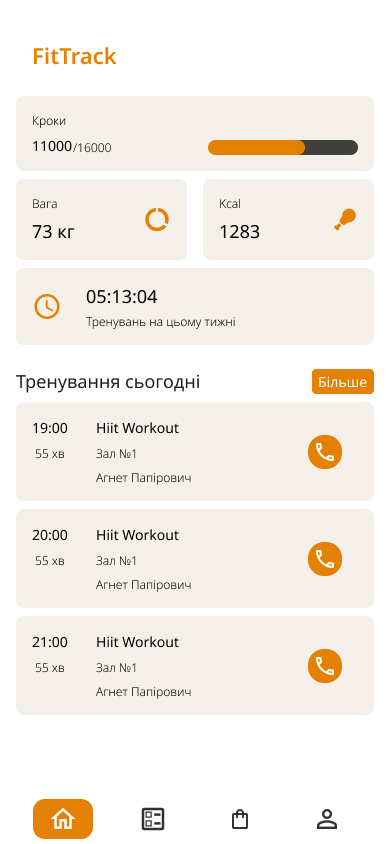 FitTrack
Кроки
11000/16000
Вага
73 кг
Kcal
1283
05:13:04
Тренувань на цьому тижні
Тренування сьогодні
Більше
19:00 Hiit Workout
55 хв Зал №1
Агнет Папірович
20:00 Hiit Workout
55 хв Зал №1
Агнет Папірович
21:00 Hiit Workout
55 хв Зал №1
Агнет Папірович